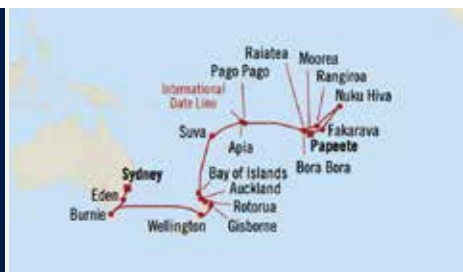 Raiatea
Moorea
Pago Pago
Rangiroa
International
Date Line
Nuku Hiva
Suva
Fakarava
Apia
Papeete
Bora Bora
Sydney
Bay of Islands
Eden
Auckland
Burnie
Rotorua
Wellington
Gisborne